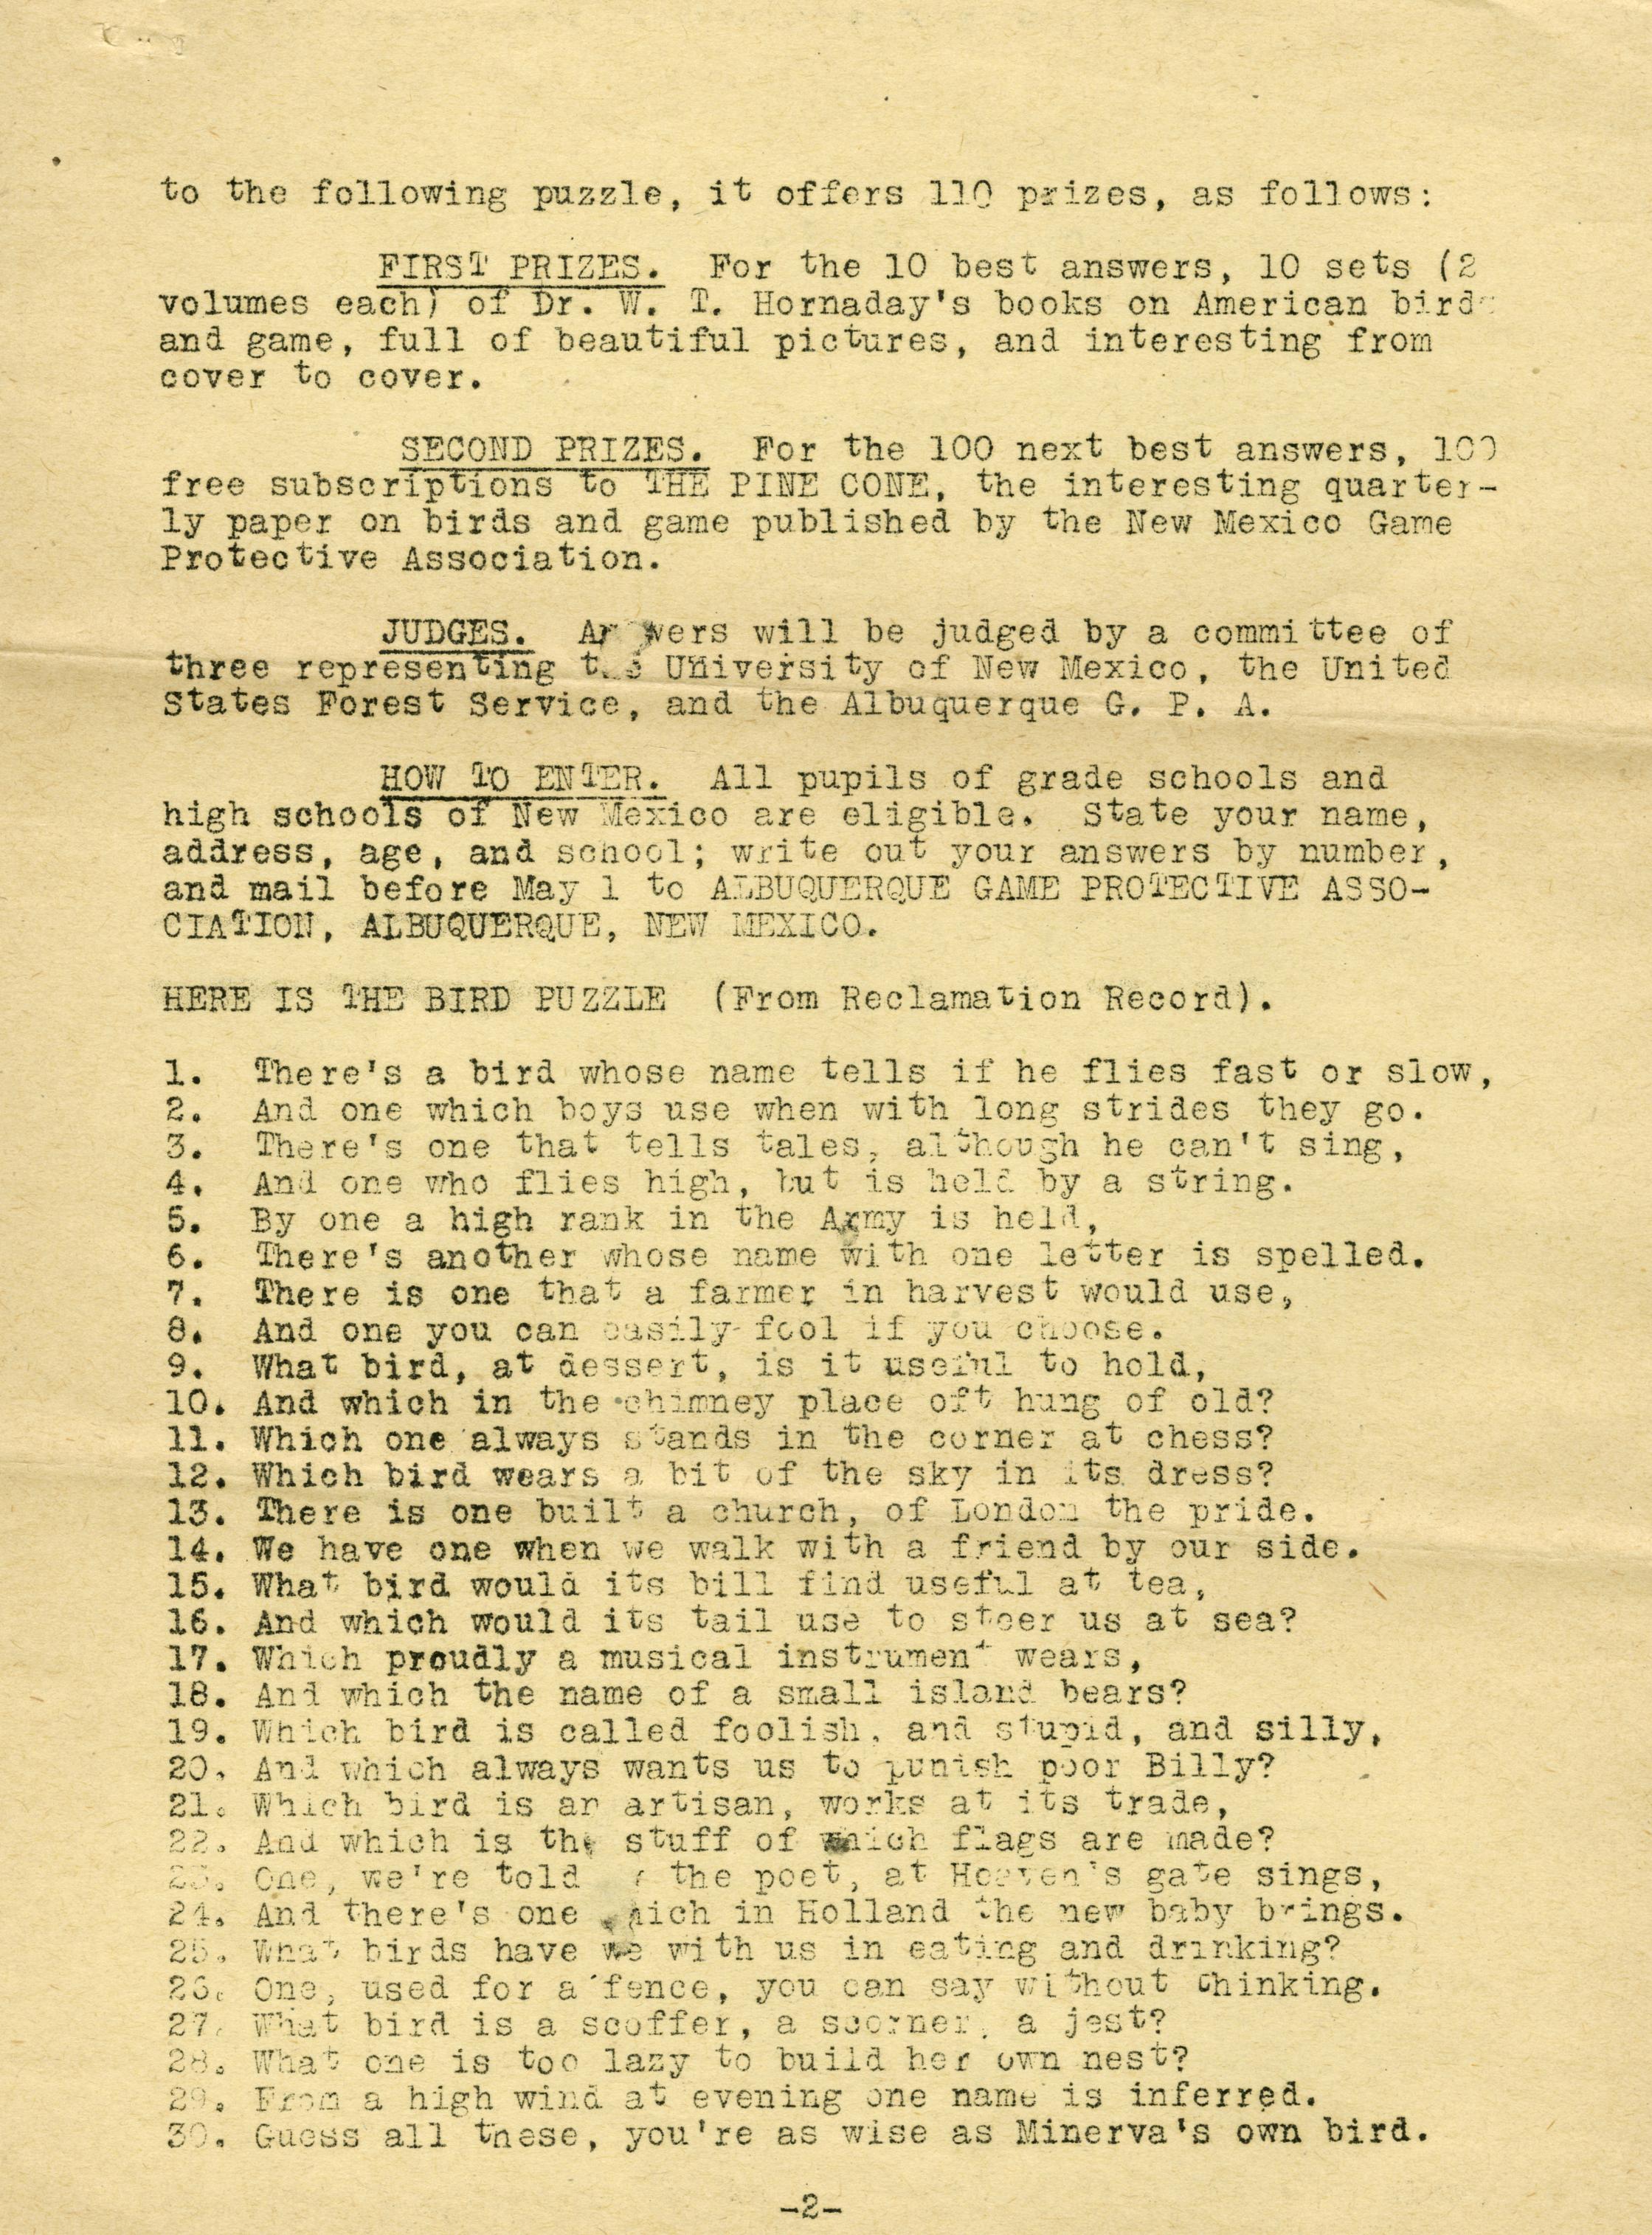 to the following puzzle, it offers 110 prizes, as follows:
FIRST PRIZES. For the 10 best answers, 10 sets (2
volumes each) of Dr. W. T. Hornaday's books on American bird
and game, full of beautiful pictures, and interesting from
cover to cover.
SECOND PRIZES. For the 100 next best answers, 100
free subscriptions to THE PINE CONE, the interesting quarter-
ly paper on birds and game published by the New Mexico Game
Protective Association.
JUDGES. Answers will be judged by a committee of
three representing the University of New Mexico, the United
States Forest Service, and the Albuquerque G. P. A.
HOW TO ENTER. All pupils of grade schools and
high schools of New Mexico are eligible. State your name,
address, age, and school; write out your answers by number,
and mail before May 1 to ALBUQUERQUE GAME PROTECTIVE ASSO-
CIATION, ALBUQUERQUE, NEW MEXICO.
HERE IS THE BIRD PUZZLE (From Reclamation Record).
1. There's a bird whose name tells if he flies fast or slow,
2. And one which boys use when with long strides they go.
3. There's one that tells tales, although he can't sing,
4. And one who flies high, but is held by a string.
5. By one a high rank in the Army is held,
6. There's another whose name with one letter is spelled.
7. There is one that a farmer in harvest would use,
8. And one you can easily fool if you choose.
9. What bird, at dessert, is it useful to hold,
10. And which in the chimney place oft hung of old?
11. Which one always stands in the corner at chess?
12. Which bird wears a bit of the sky in its dress?
13. There is one built a church, of London the pride.
14. We have one when we walk with a friend by our side.
15. What bird would its bill find useful at tea,
16. And which would its tail use to steer us at sea?
17. Which proudly a musical instrument wears,
18. And which the name of a small island bears?
19. Which bird is called foolish, and stupid, and silly,
20. And which always wants us to punish poor Billy?
21. Which bird is an artisan, works at its trade,
22. And which is the stuff of which flags are made?
23. One, we're told the poet, at Heaven's gate sings,
24. And there's one which in Holland the new baby brings.
25. What birds have we with us in eating and drinking?
26. One, used for a fence, you can say without thinking.
27. What bird is a scoffer, a scorner, a jest?
28. What one is too lazy to build her own nest?
29. From a high wind at evening one name is inferred.
30. Guess all these, you're as wise as Minerva's own bird.
-2-